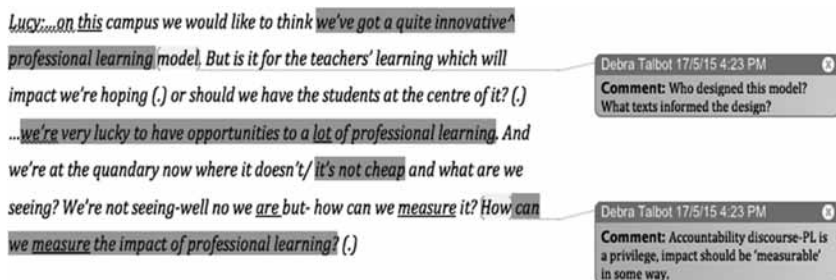 Lucy:...on this campus we would like to think we've got a quite innovative^
professional learning model. But is it for the teachers' learning which will
impact we're hoping (.) or should we have the students at the centre of it? (.)
...we're very lucky to have opportunities to a lot of professional learning. And
we're at the quandary now where it doesn't/ it's not cheap and what are we
seeing? We're not seeing-well no we are but- how can we measure it? How can
we measure the impact of professional learning? (.)
Debra Talbot 17/5/15 4:23 PM
Comment: Who designed this model?
What texts informed the design?
Debra Talbot 17/5/15 4:23 PM
Comment: Accountability discourse-PL is
a privilege, impact should be 'measurable'
in some way.